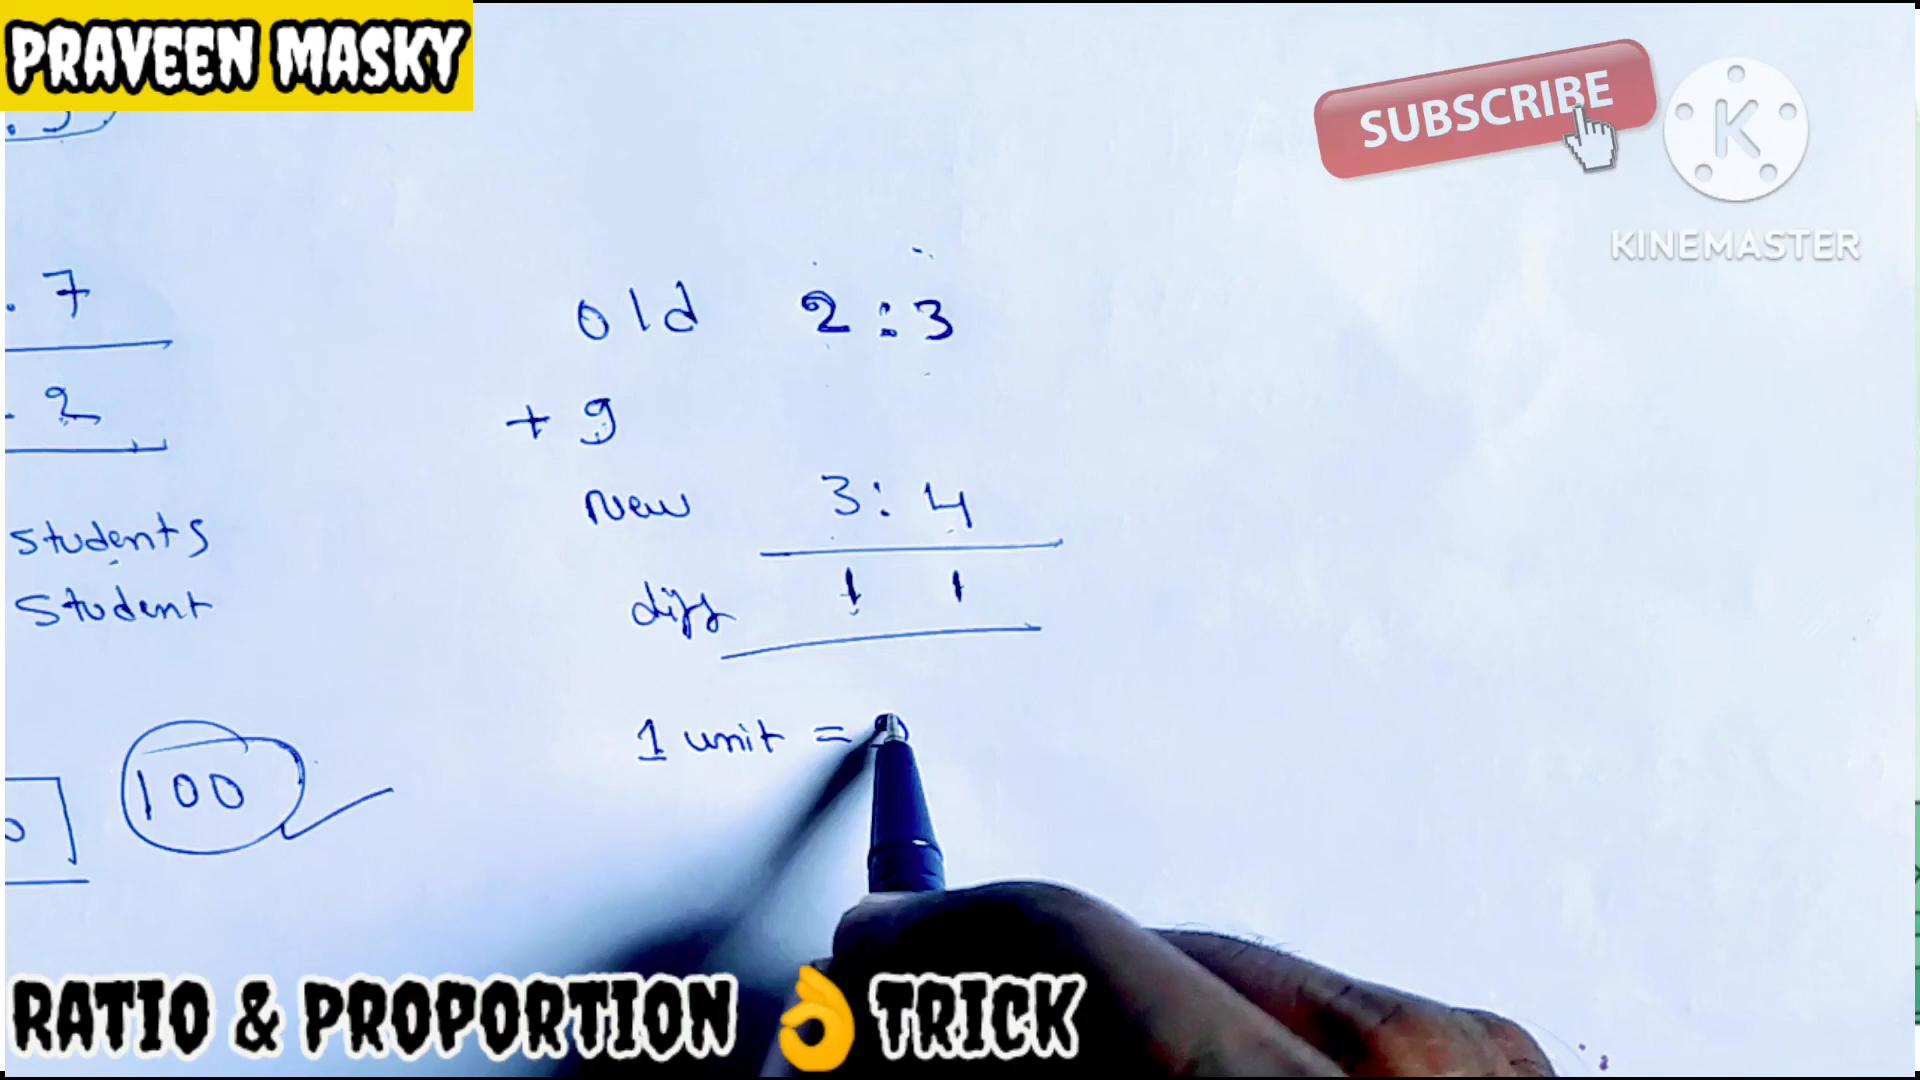 PRAVEEN MASKY
SUBSCRIBE
K
KINEMASTER
. 7
2
students
student
100
old 2 : 3
+ 9
New 3 : 4
diff 1 1
1 unit =
RATIO & PROPORTION 👌 TRICK